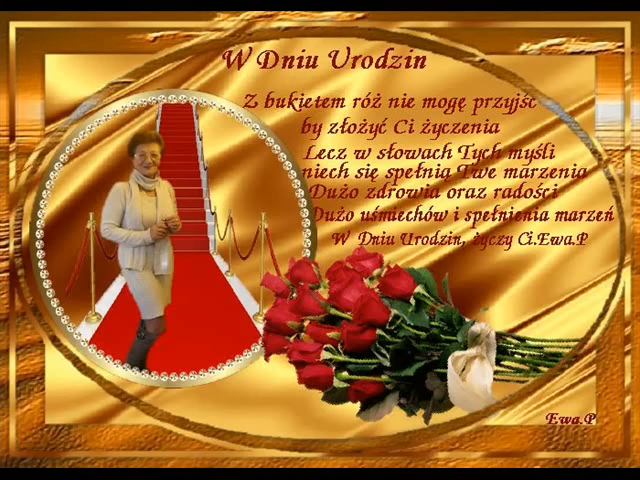 W Dniu Urodzin
Z bukietem róż nie mogę przyjść
by złożyć Ci życzenia
Lecz w słowach Tych myśli
niech się spełnią Twe marzenia
Dużo zdrowia oraz radości
Dużo uśmiechów i spełnienia marzeń
W Dniu Urodzin, życzy Ci.Ewa.P
Ewa.P